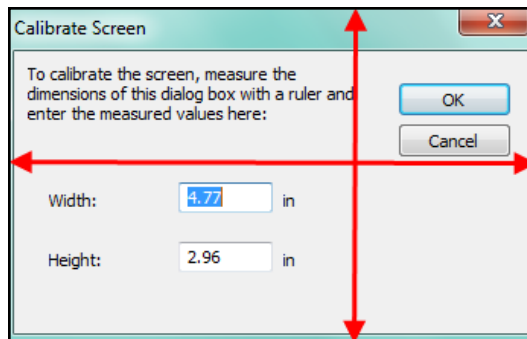 Calibrate Screen
X
To calibrate the screen, measure the
dimensions of this dialog box with a ruler and
enter the measured values here:
OK
Cancel
Width: 4.77 in
Height: 2.96 in